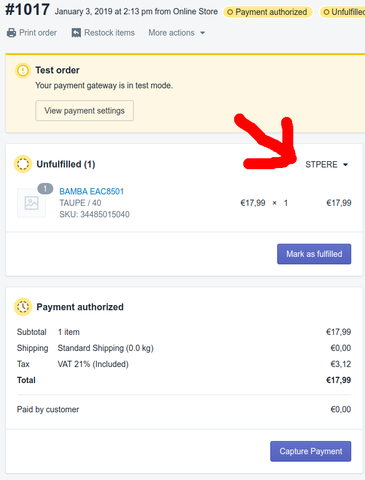 #1017 January 3, 2019 at 2:13 pm from Online Store Payment authorized Unfulfilled
Print order Restock items More actions
Test order
Your payment gateway is in test mode.
View payment settings
Unfulfilled (1) STPERE
1
BAMBA EAC8501
TAUPE / 40 €17,99 × 1 €17,99
SKU: 34485015040
Mark as fulfilled
Payment authorized
Subtotal 1 item €17,99
Shipping Standard Shipping (0.0 kg) €0,00
Tax VAT 21% (Included) €3,12
Total €17,99
Paid by customer €0,00
Capture Payment